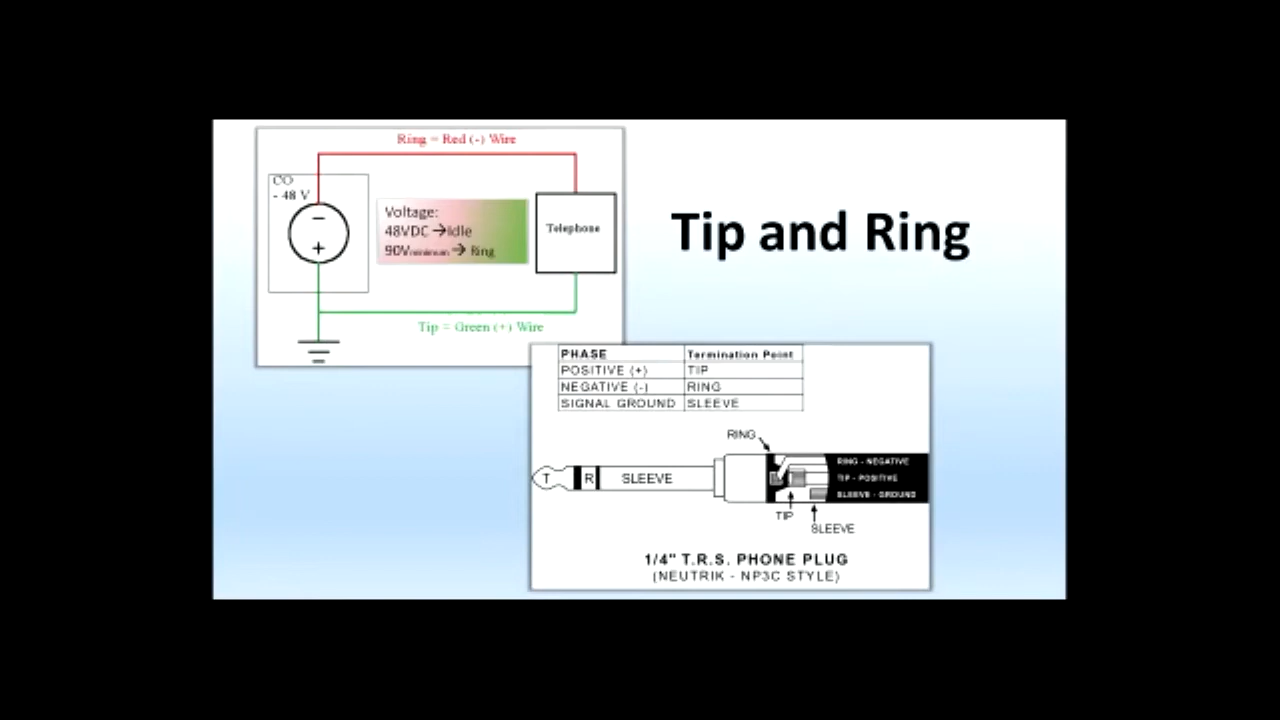 Ring = Red (-) Wire
CO
- 48 V
Voltage:
48VDC →Idle
90Vminimum → Ring
Telephone
Tip = Green (+) Wire
Tip and Ring
PHASE Termination Point
POSITIVE (+) TIP
NEGATIVE (-) RING
SIGNAL GROUND SLEEVE
RING
T R SLEEVE
RING - NEGATIVE
TIP - POSITIVE
SLEEVE - GROUND
TIP
SLEEVE
1/4" T.R.S. PHONE PLUG
(NEUTRIK - NP3C STYLE)